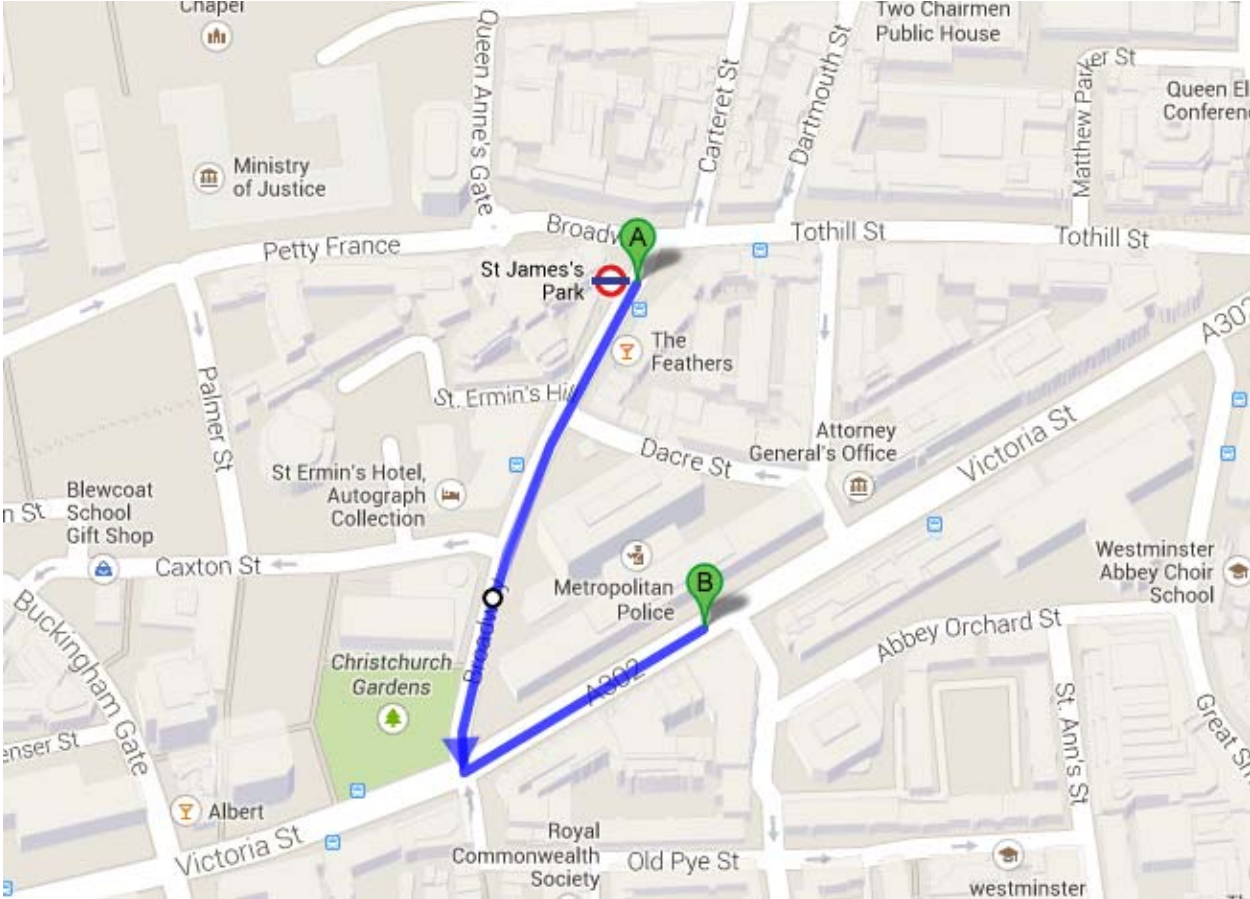 Chapel
Two Chairmen
Public House
Queen Anne's Gate
Carteret St
Dartmouth St
Matthew Parker St
Queen El
Conferen
Ministry
of Justice
Petty France
Broadw
A
Tothill St
Tothill St
St James's
Park
The
Feathers
A302
Palmer St
St. Ermin's Hill
Dacre St
Attorney
General's Office
Victoria St
St Ermin's Hotel,
Autograph
Collection
Blewcoat
School
Gift Shop
n St
Caxton St
Metropolitan
Police
B
Westminster
Abbey Choir
School
Buckingham Gate
Broadway
Christchurch
Gardens
A302
Abbey Orchard St
St. Ann's St
Great Sm
enser St
Albert
Victoria St
Royal
Commonwealth
Society
Old Pye St
westminster